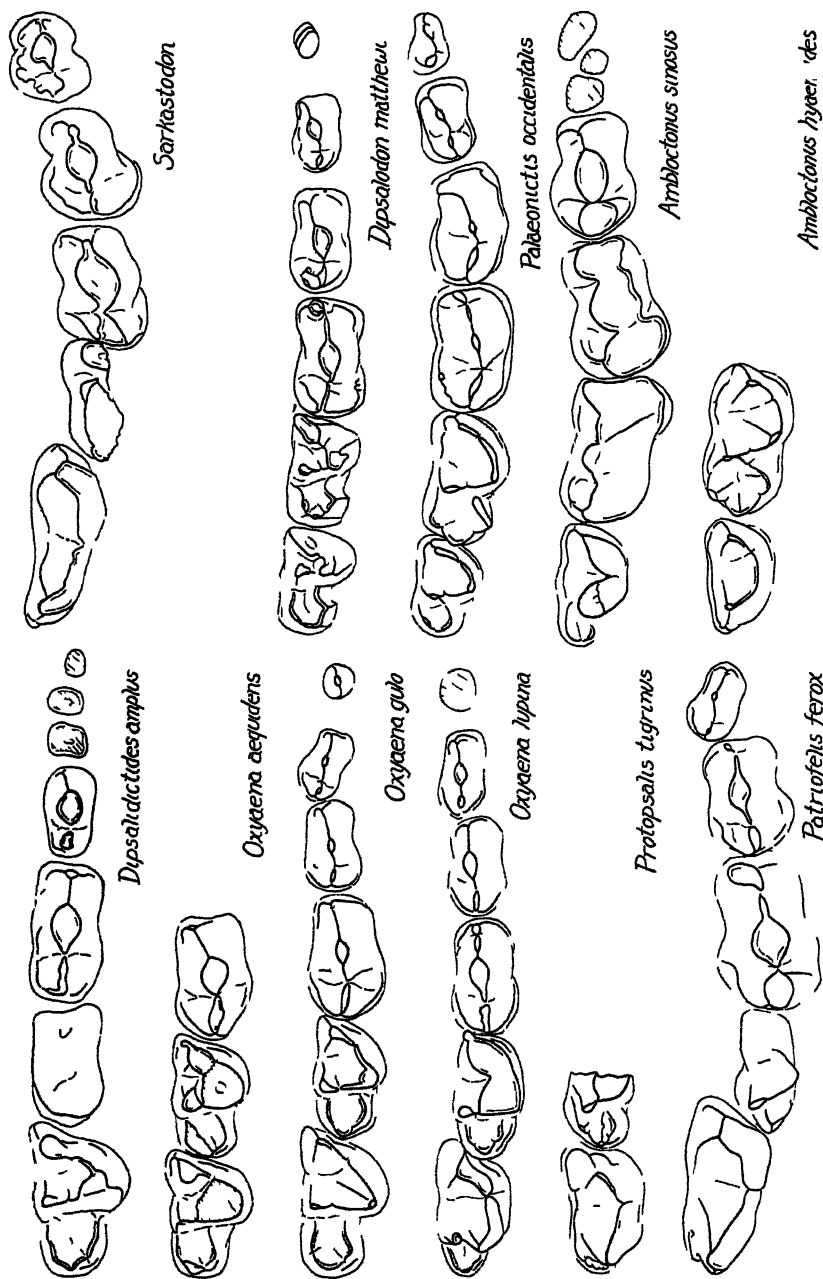 Dipsalidictides amplus
Oxyaena aequidens
Oxyaena gulo
Oxyaena lupina
Protopsalis tigrinus
Patriofelis ferox
Sarkastodon
Dipsalodon matthewi
Palaeonictis occidentalis
Ambloctonus sinosus
Ambloctonus